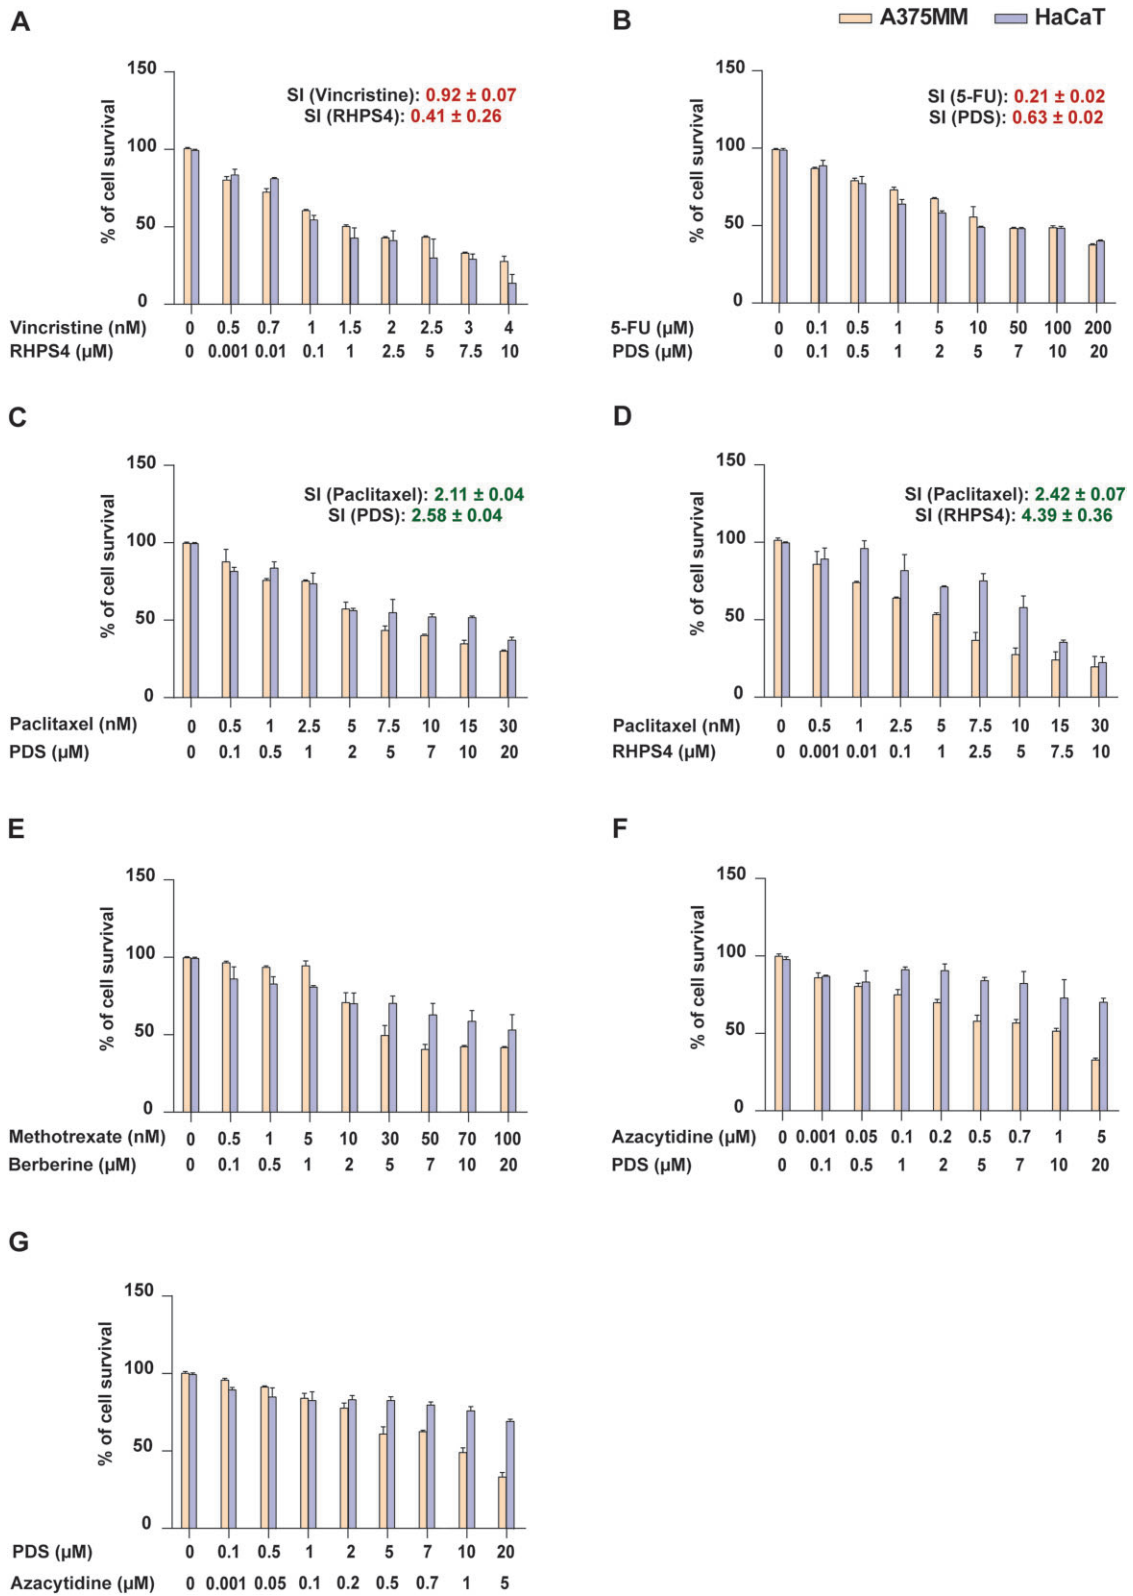 A
B
A375MM
HaCaT
SI (Vincristine): 0.92 ± 0.07
SI (RHPS4): 0.41 ± 0.26
% of cell survival
150
100
50
0
Vincristine (nM) 0 0.5 0.7 1 1.5 2 2.5 3 4
RHPS4 (μM) 0 0.001 0.01 0.1 1 2.5 5 7.5 10
SI (5-FU): 0.21 ± 0.02
SI (PDS): 0.63 ± 0.02
% of cell survival
150
100
50
0
5-FU (μM) 0 0.1 0.5 1 5 10 50 100 200
PDS (μM) 0 0.1 0.5 1 2 5 7 10 20
C
SI (Paclitaxel): 2.11 ± 0.04
SI (PDS): 2.58 ± 0.04
% of cell survival
150
100
50
0
Paclitaxel (nM) 0 0.5 1 2.5 5 7.5 10 15 30
PDS (μM) 0 0.1 0.5 1 2 5 7 10 20
D
SI (Paclitaxel): 2.42 ± 0.07
SI (RHPS4): 4.39 ± 0.36
% of cell survival
150
100
50
0
Paclitaxel (nM) 0 0.5 1 2.5 5 7.5 10 15 30
RHPS4 (μM) 0 0.001 0.01 0.1 1 2.5 5 7.5 10
E
% of cell survival
150
100
50
0
Methotrexate (nM) 0 0.5 1 5 10 30 50 70 100
Berberine (μM) 0 0.1 0.5 1 2 5 7 10 20
F
% of cell survival
150
100
50
0
Azacytidine (μM) 0 0.001 0.05 0.1 0.2 0.5 0.7 1 5
PDS (μM) 0 0.1 0.5 1 2 5 7 10 20
G
% of cell survival
150
100
50
0
PDS (μM) 0 0.1 0.5 1 2 5 7 10 20
Azacytidine (μM) 0 0.001 0.05 0.1 0.2 0.5 0.7 1 5